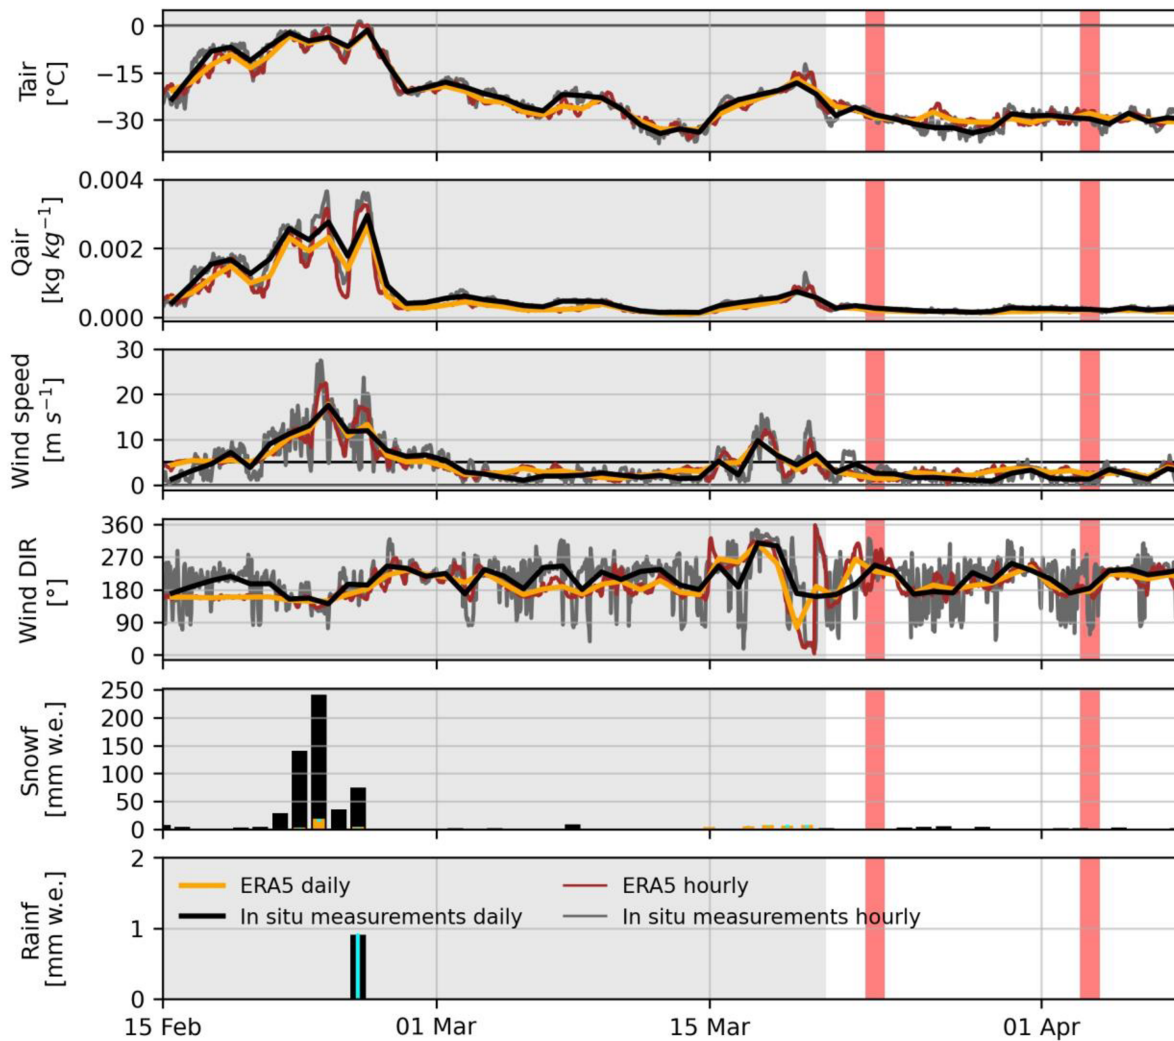 0
−15
−30
Tair
[°C]
0.004
0.002
0.000
Qair
[kg kg⁻¹]
30
20
10
0
Wind speed
[m s⁻¹]
360
270
180
90
0
Wind DIR
[°]
250
200
150
100
50
0
Snowf
[mm w.e.]
2
1
0
Rainf
[mm w.e.]
ERA5 daily
ERA5 hourly
In situ measurements daily
In situ measurements hourly
15 Feb
01 Mar
15 Mar
01 Apr